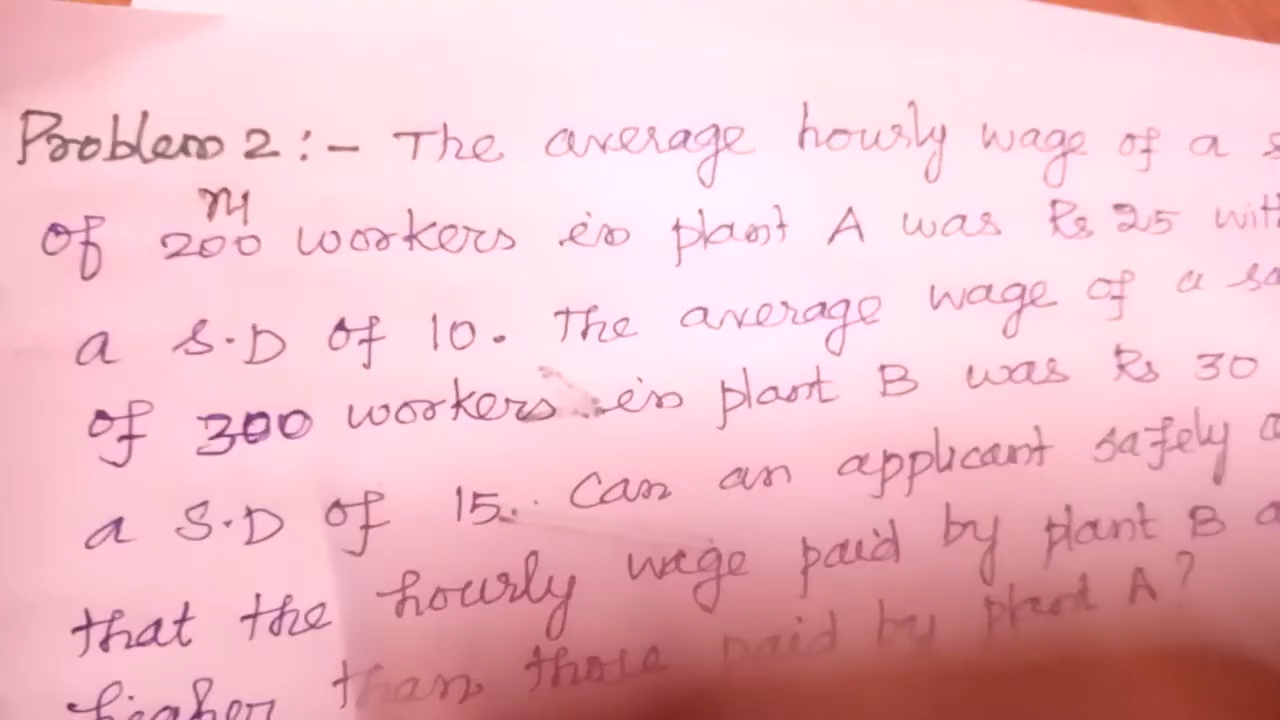 Problem 2 :- The average hourly wage of a
n1
of 200 workers in plant A was Rs 25 with
a S.D of 10. The average wage of a
of 300 workers in plant B was Rs 30
a S.D of 15. Can an applicant safely
that the hourly wage paid by plant B
higher than those paid by plant A?